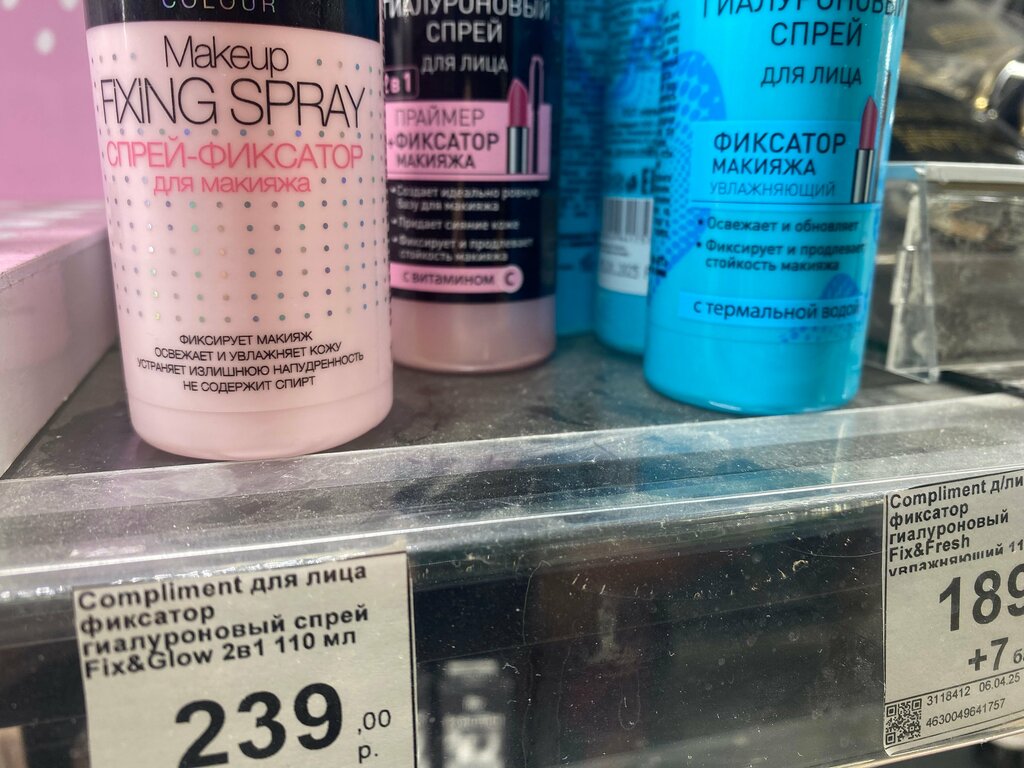 COLOUR
Makeup
FIXING SPRAY
СПРЕЙ-ФИКСАТОР
для макияжа
ФИКСИРУЕТ МАКИЯЖ
ОСВЕЖАЕТ И УВЛАЖНЯЕТ КОЖУ
УСТРАНЯЕТ ИЗЛИШНЮЮ НАПУДРЕННОСТЬ
НЕ СОДЕРЖИТ СПИРТ
ГИАЛУРОНОВЫЙ
СПРЕЙ
ДЛЯ ЛИЦА
2в1
ПРАЙМЕР
+ФИКСАТОР
МАКИЯЖА
•Создает идеально ровную
базу для макияжа
•Придает сияние коже
•Фиксирует и продлевает
стойкость макияжа
с витамином С
ГИАЛУРОНОВЫ
СПРЕЙ
ДЛЯ ЛИЦА
ФИКСАТОР
МАКИЯЖА
УВЛАЖНЯЮЩИЙ
• Освежает и обновляет
• Фиксирует и продлевает
стойкость макияжа
с термальной водой
Compliment для лица
фиксатор
гиалуроновый спрей
Fix&Glow 2в1 110 мл
239,00
р.
Compliment д/ли
фиксатор
гиалуроновый
Fix&Fresh
увлажняющий 11
189
+7 б
3118412 06.04.25
4630049641757